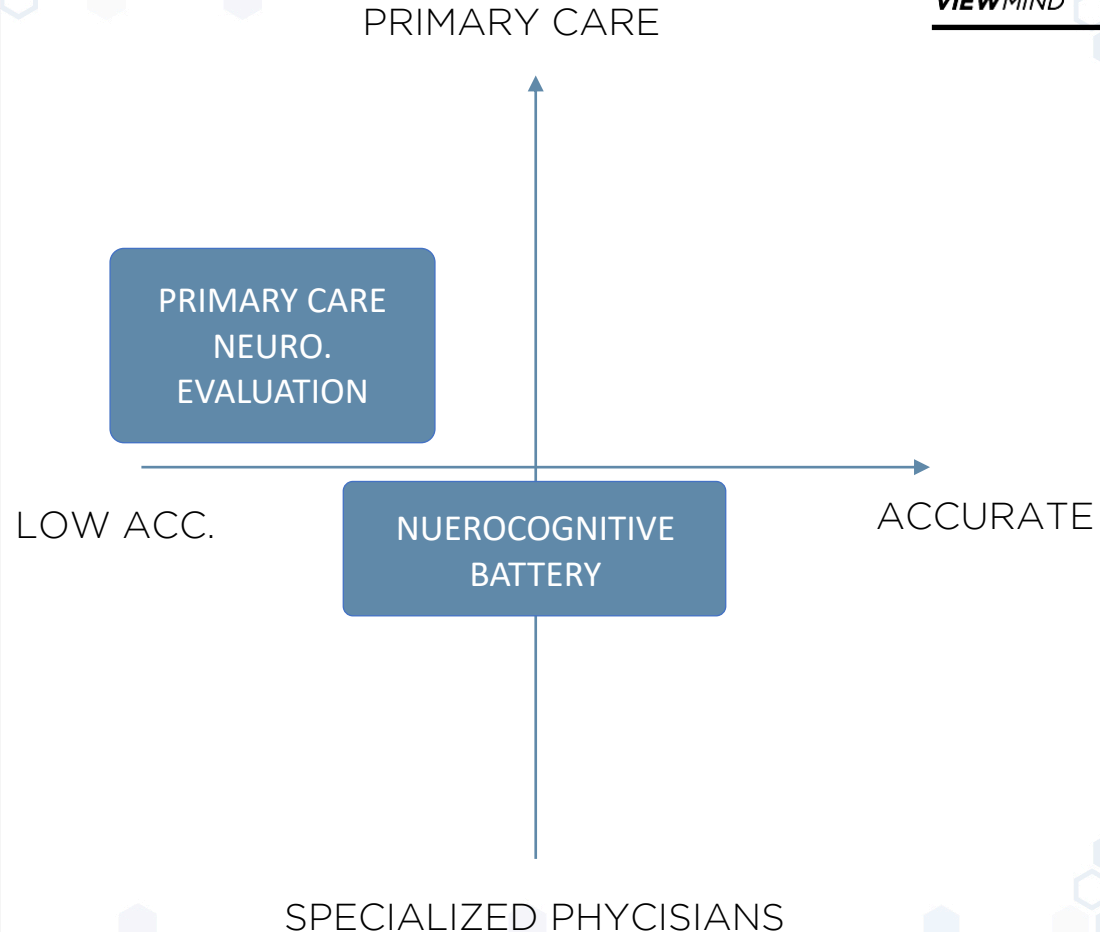 VIEWMIND
PRIMARY CARE
PRIMARY CARE
NEURO.
EVALUATION
LOW ACC.
ACCURATE
NUEROCOGNITIVE
BATTERY
SPECIALIZED PHYCISIANS